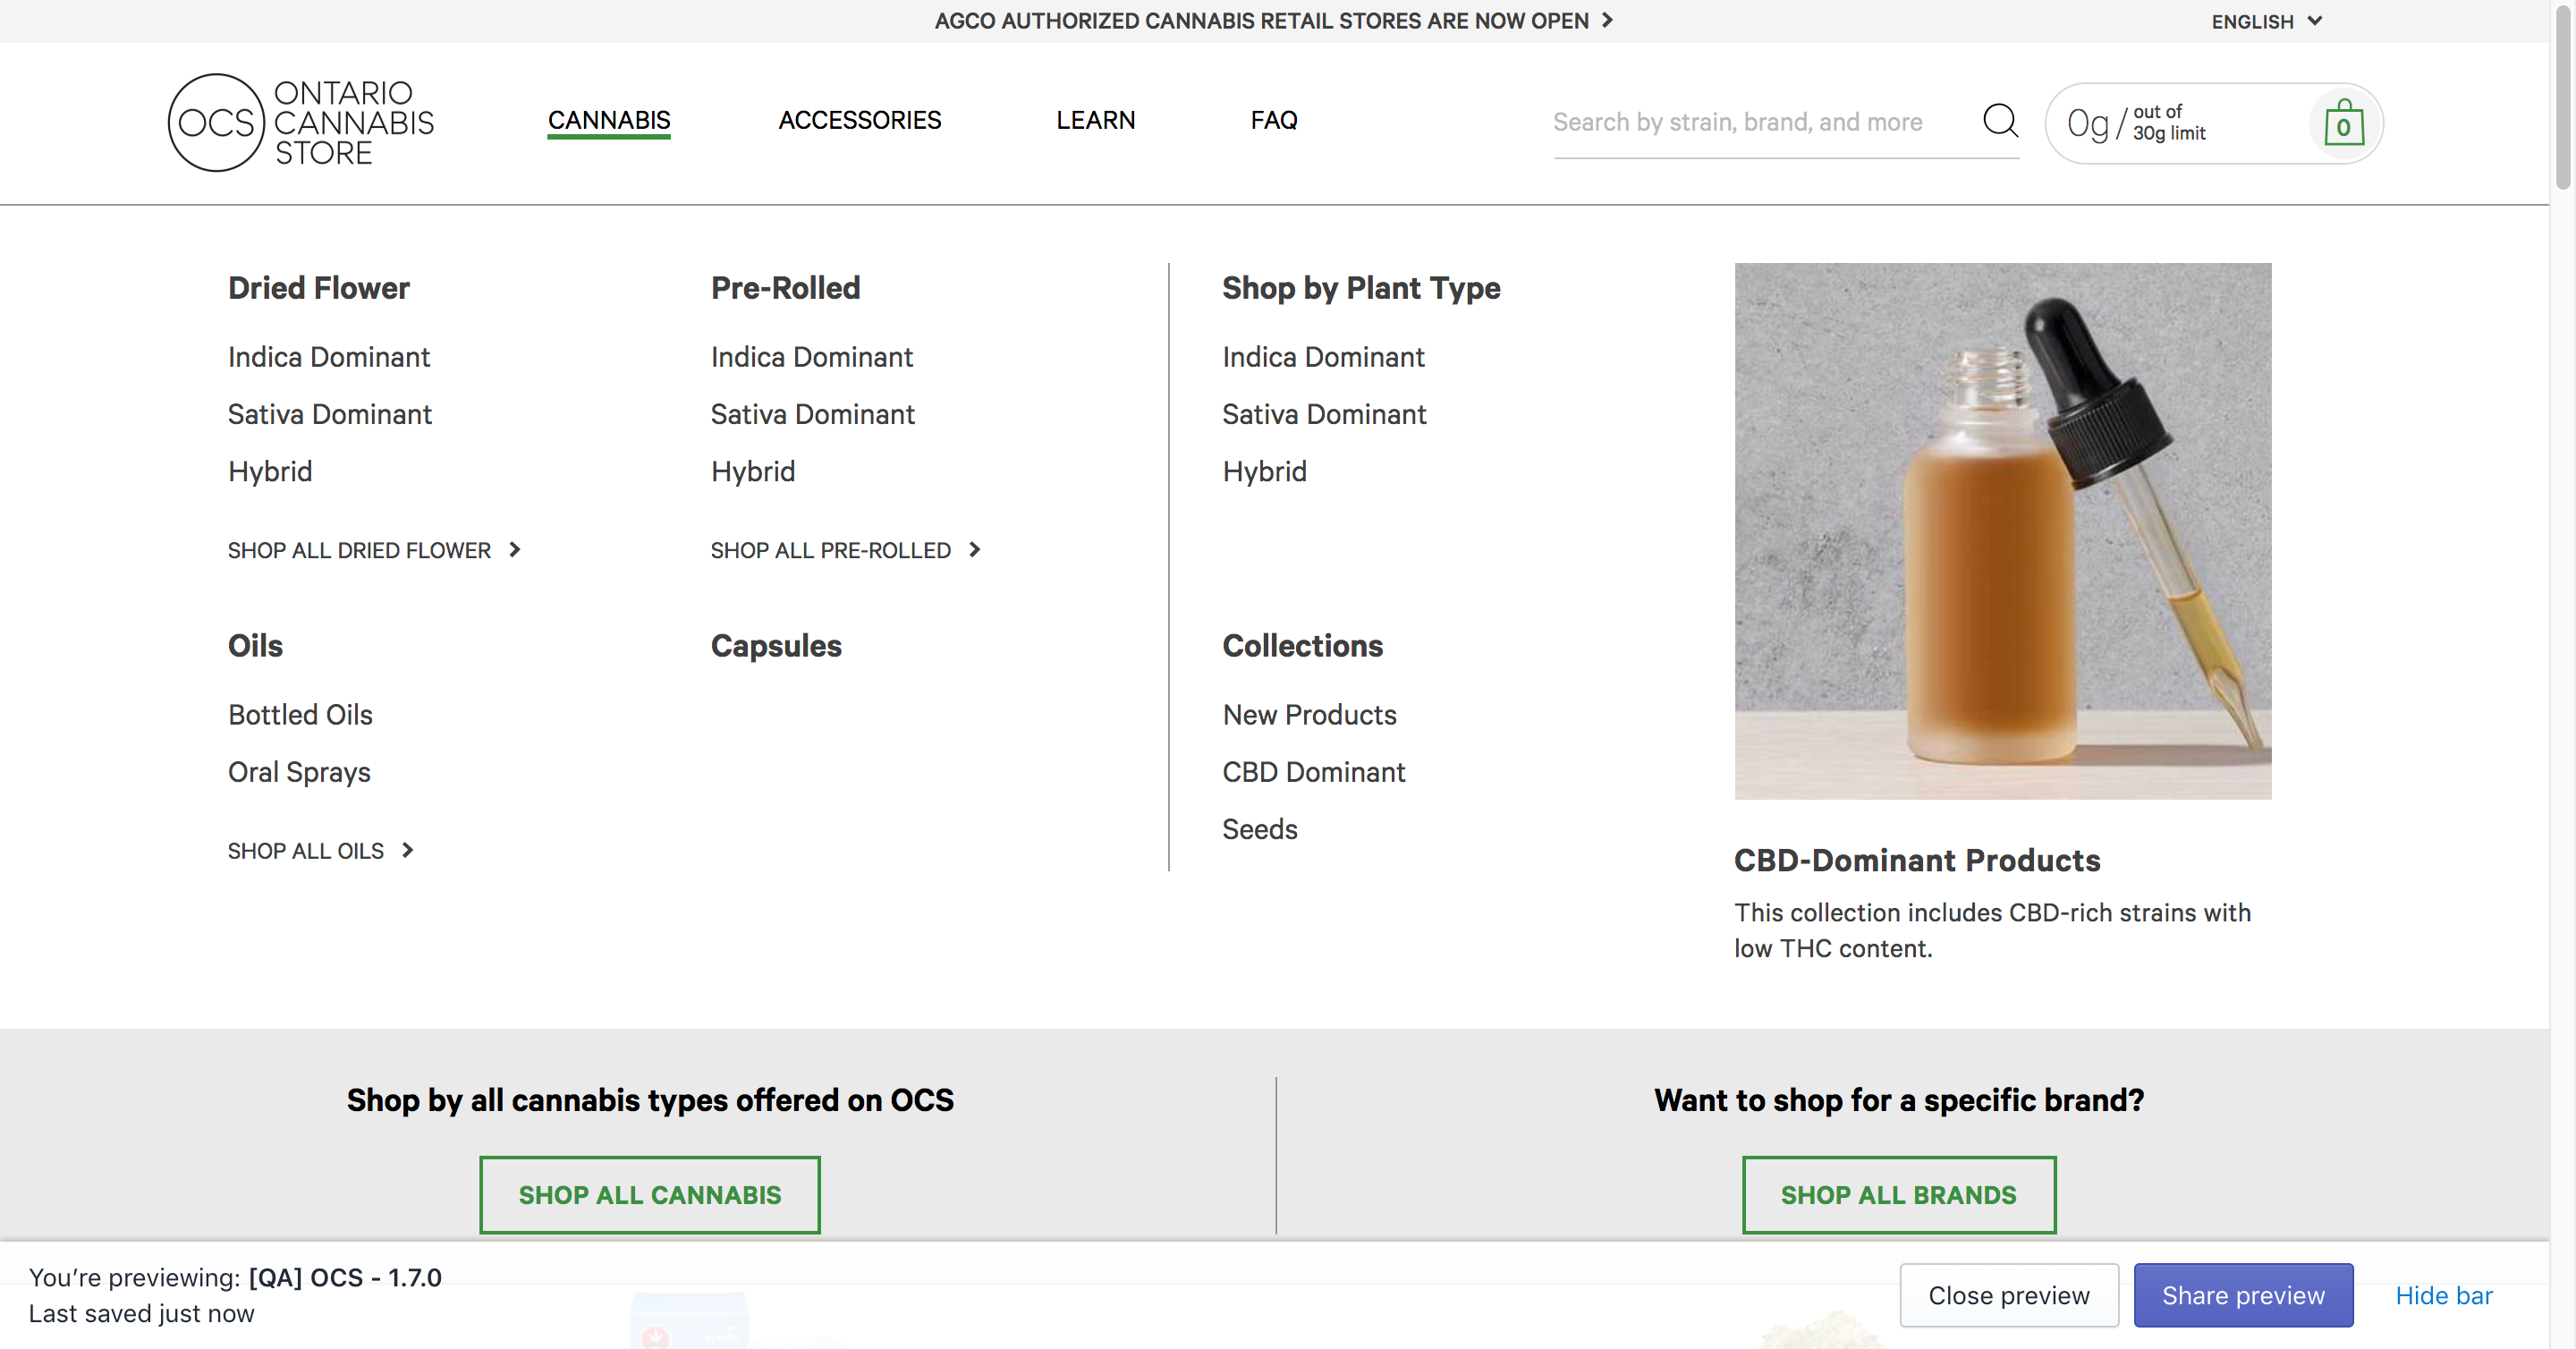 AGCO AUTHORIZED CANNABIS RETAIL STORES ARE NOW OPEN
ENGLISH
OCS
ONTARIO
CANNABIS
STORE
CANNABIS
ACCESSORIES
LEARN
FAQ
Search by strain, brand, and more
0g / out of
30g limit
0
Dried Flower
Indica Dominant
Sativa Dominant
Hybrid
SHOP ALL DRIED FLOWER
Pre-Rolled
Indica Dominant
Sativa Dominant
Hybrid
SHOP ALL PRE-ROLLED
Oils
Bottled Oils
Oral Sprays
SHOP ALL OILS
Capsules
Shop by Plant Type
Indica Dominant
Sativa Dominant
Hybrid
Collections
New Products
CBD Dominant
Seeds
CBD-Dominant Products
This collection includes CBD-rich strains with
low THC content.
Shop by all cannabis types offered on OCS
SHOP ALL CANNABIS
Want to shop for a specific brand?
SHOP ALL BRANDS
You’re previewing: [QA] OCS - 1.7.0
Last saved just now
Close preview
Share preview
Hide bar